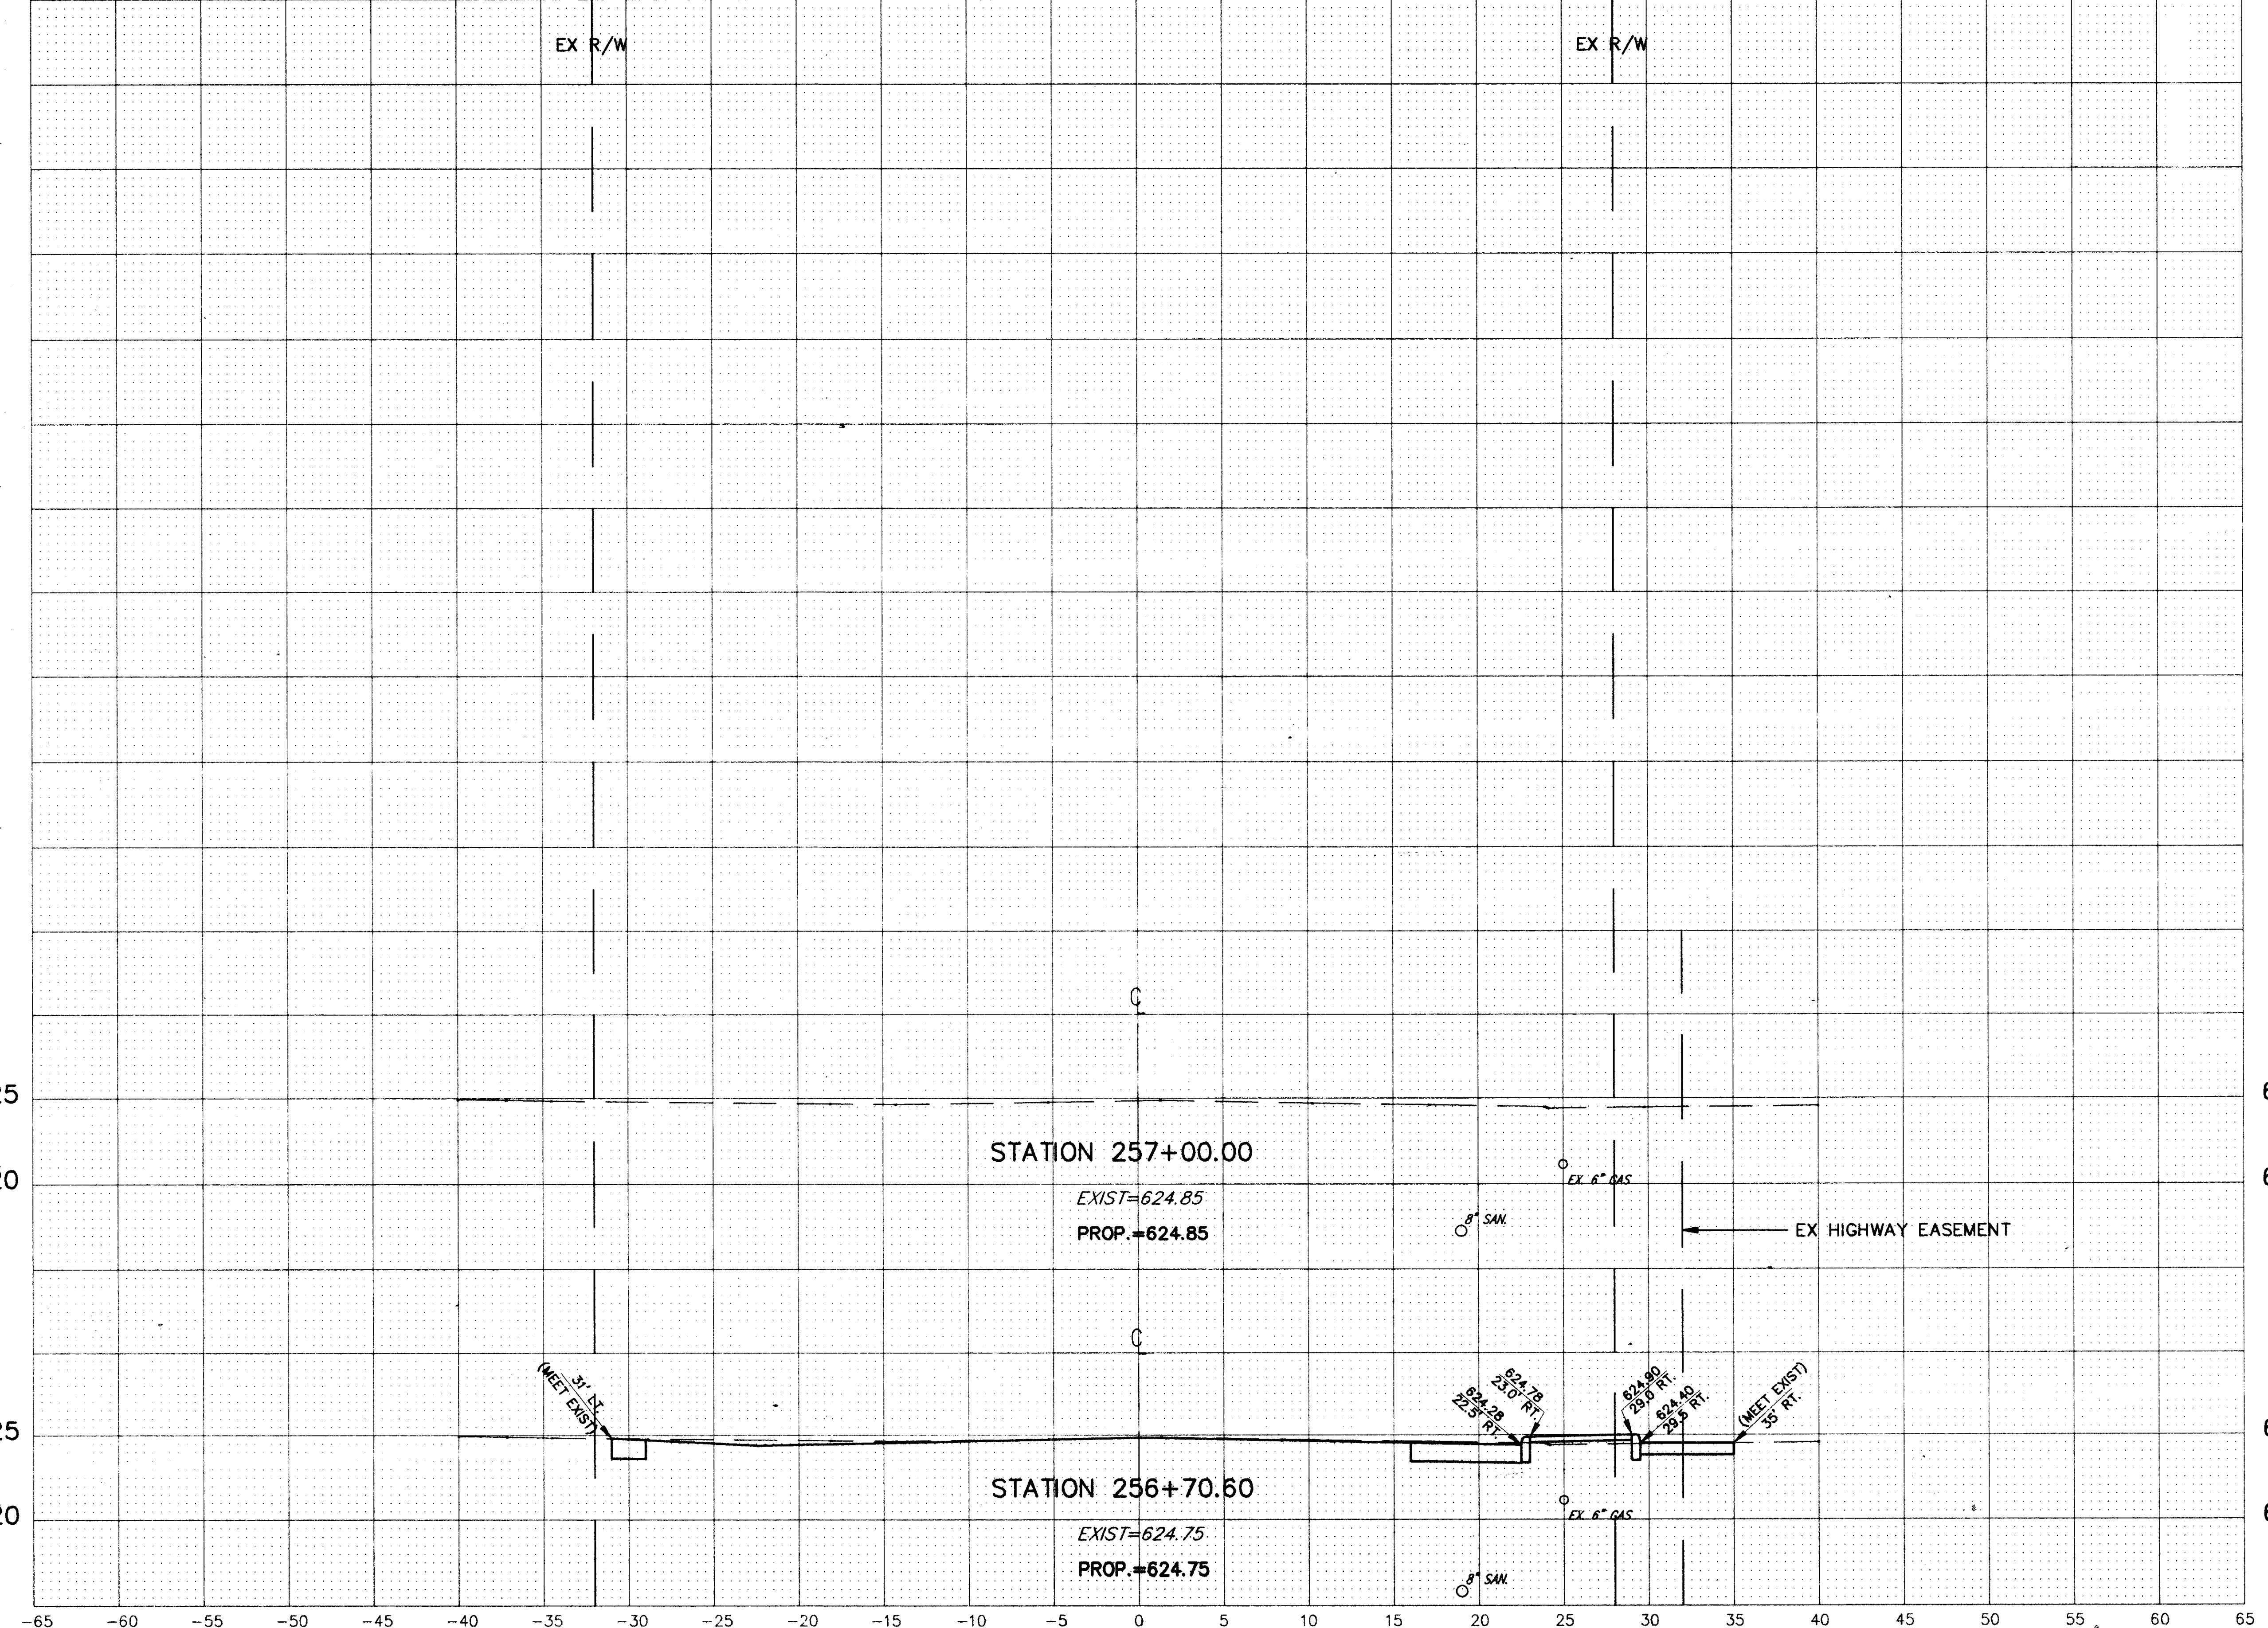 EX R/W EX R/W
℄
25
STATION 257+00.00
EX. 6" GAS
20
EXIST=624.85
8" SAN.
PROP.=624.85
EX HIGHWAY EASEMENT
℄
31' LT.
(MEET EXIST)
624.28
22.5' RT.
624.78
23.0' RT.
624.90
29.0' RT.
624.40
29.5 RT.
(MEET EXIST)
35' RT.
25
STATION 256+70.60
EX. 6" GAS
20
EXIST=624.75
PROP.=624.75
8" SAN.
-65 -60 -55 -50 -45 -40 -35 -30 -25 -20 -15 -10 -5 0 5 10 15 20 25 30 35 40 45 50 55 60 65